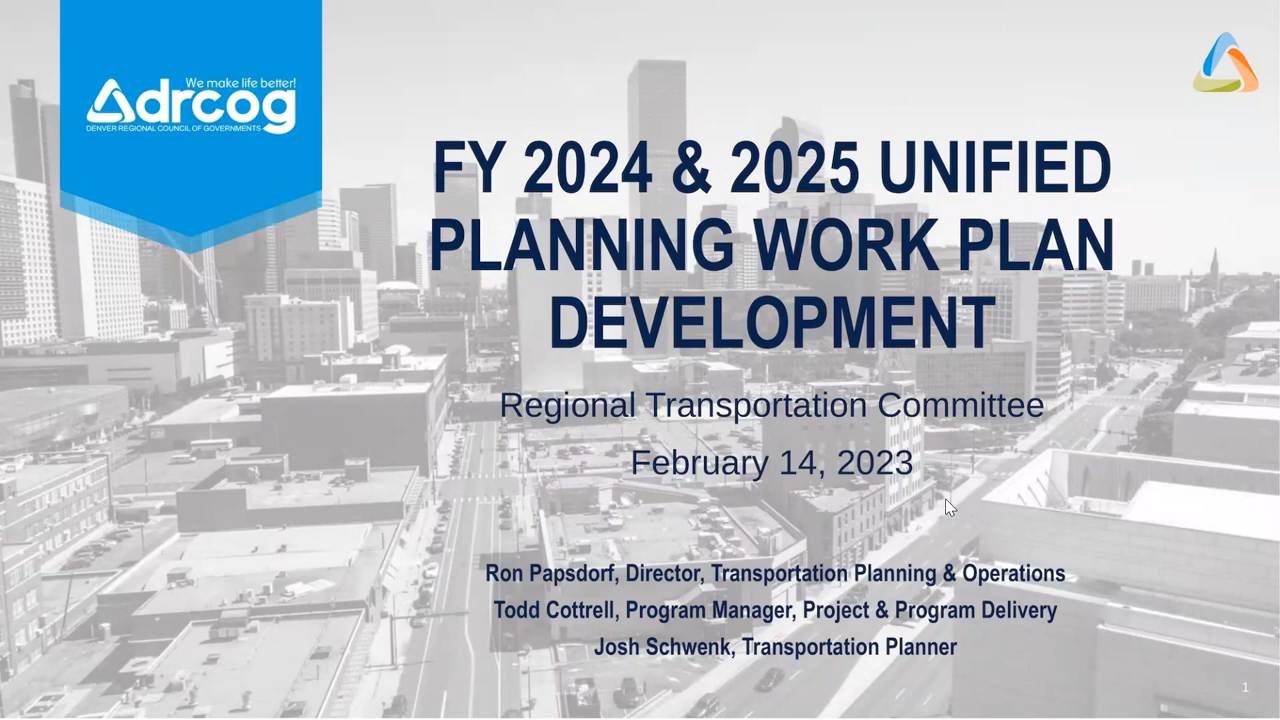 We make life better!
drcog
DENVER REGIONAL COUNCIL OF GOVERNMENTS
FY 2024 & 2025 UNIFIED
PLANNING WORK PLAN
DEVELOPMENT
Regional Transportation Committee
February 14, 2023
Ron Papsdorf, Director, Transportation Planning & Operations
Todd Cottrell, Program Manager, Project & Program Delivery
Josh Schwenk, Transportation Planner
1